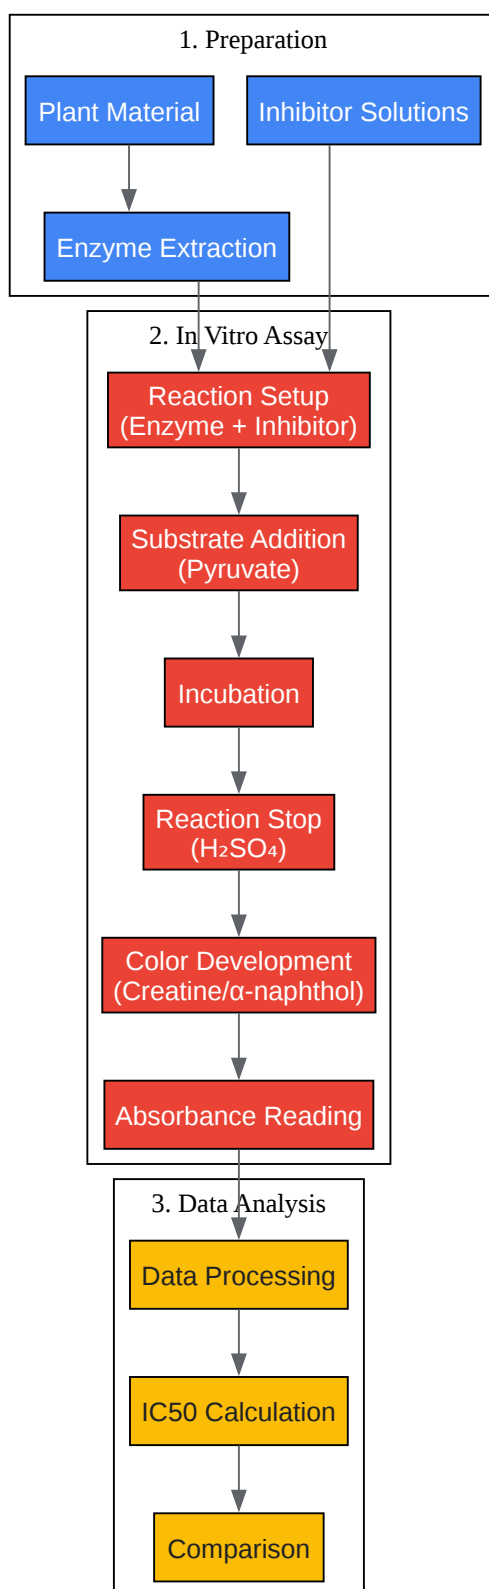 1. Preparation
Plant Material
Inhibitor Solutions
Enzyme Extraction
2. In Vitro Assay
Reaction Setup
(Enzyme + Inhibitor)
Substrate Addition
(Pyruvate)
Incubation
Reaction Stop
(H₂SO₄)
Color Development
(Creatine/α-naphthol)
Absorbance Reading
3. Data Analysis
Data Processing
IC50 Calculation
Comparison